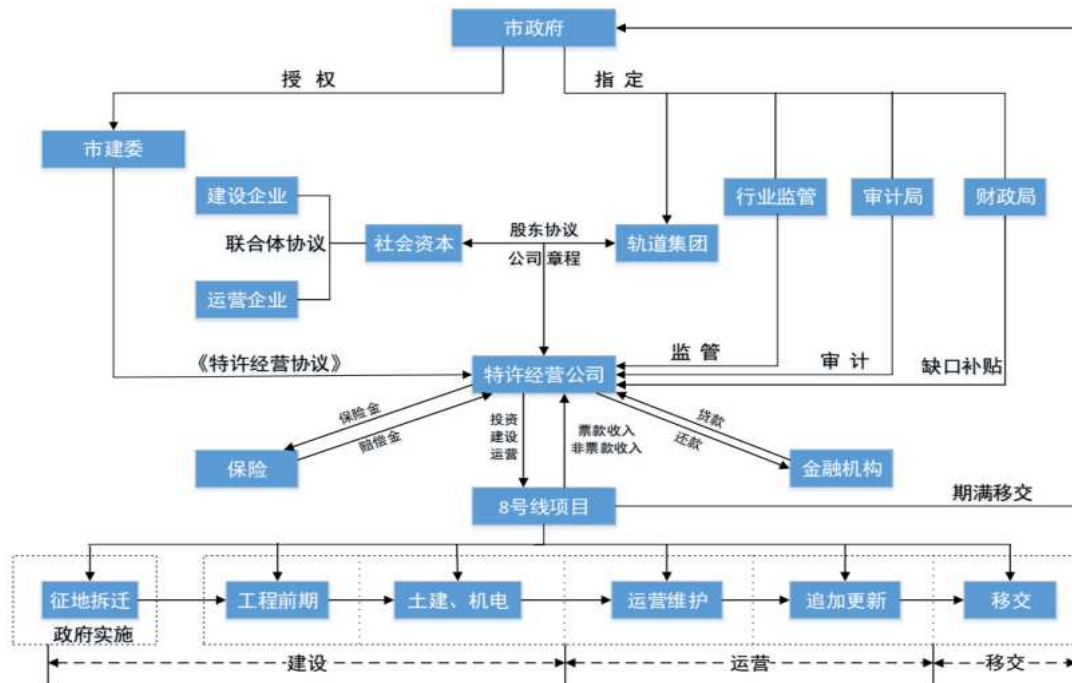 市政府
授 权
指 定
市建委
建设企业
行业监管
审计局
财政局
联合体协议
社会资本
股东协议
公司章程
轨道集团
运营企业
《特许经营协议》
特许经营公司
监 管
审 计
缺口补贴
保险金
赔偿金
投资
建设
运营
票款收入
非票款收入
贷款
还款
保险
金融机构
8号线项目
期满移交
征地拆迁
工程前期
土建、机电
运营维护
追加更新
移交
政府实施
建设
运营
移交